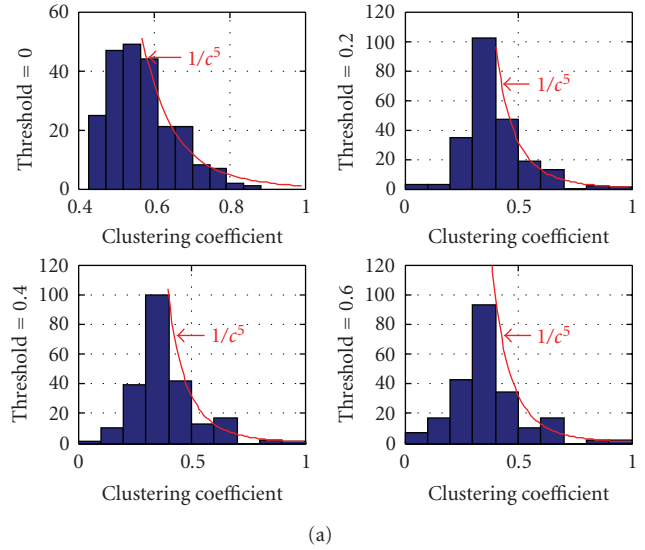 60
40
20
0
Threshold = 0
1/c⁵
0.4 0.6 0.8 1
Clustering coefficient
120
100
80
60
40
20
0
Threshold = 0.2
1/c⁵
0 0.5 1
Clustering coefficient
120
100
80
60
40
20
0
Threshold = 0.4
1/c⁵
0 0.5 1
Clustering coefficient
120
100
80
60
40
20
0
Threshold = 0.6
1/c⁵
0 0.5 1
Clustering coefficient
(a)